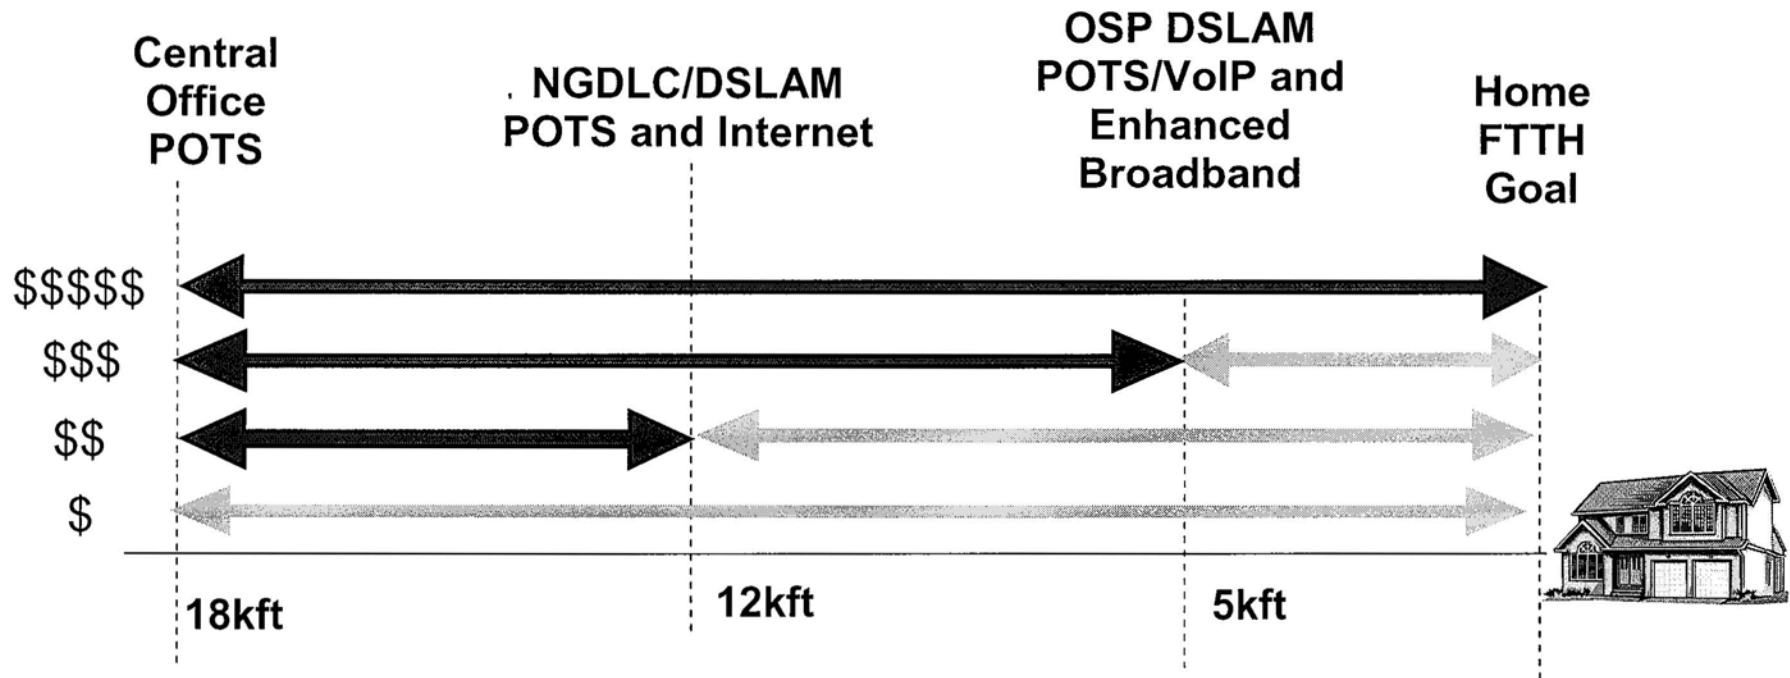 Central
Office
POTS
NGDLC/DSLAM
POTS and Internet
OSP DSLAM
POTS/VoIP and
Enhanced
Broadband
Home
FTTH
Goal
$$$$$
$$$
$$
$
18kft
12kft
5kft